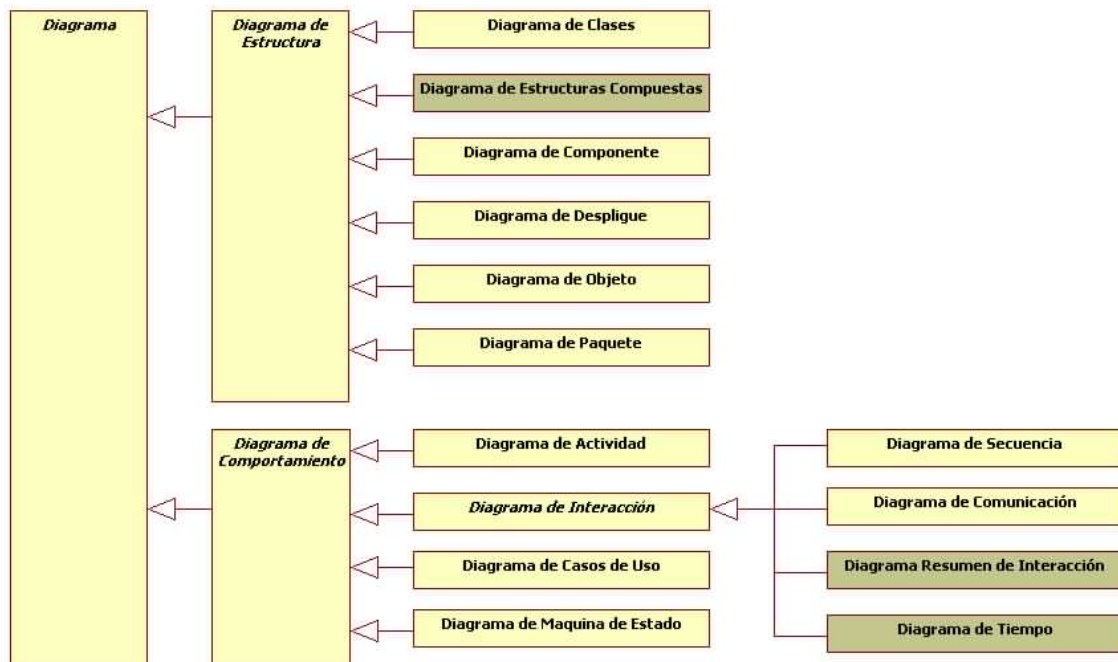 Diagrama
Diagrama de
Estructura
Diagrama de Clases
Diagrama de Estructuras Compuestas
Diagrama de Componente
Diagrama de Despligue
Diagrama de Objeto
Diagrama de Paquete
Diagrama de
Comportamiento
Diagrama de Actividad
Diagrama de Interacción
Diagrama de Casos de Uso
Diagrama de Maquina de Estado
Diagrama de Secuencia
Diagrama de Comunicación
Diagrama Resumen de Interacción
Diagrama de Tiempo